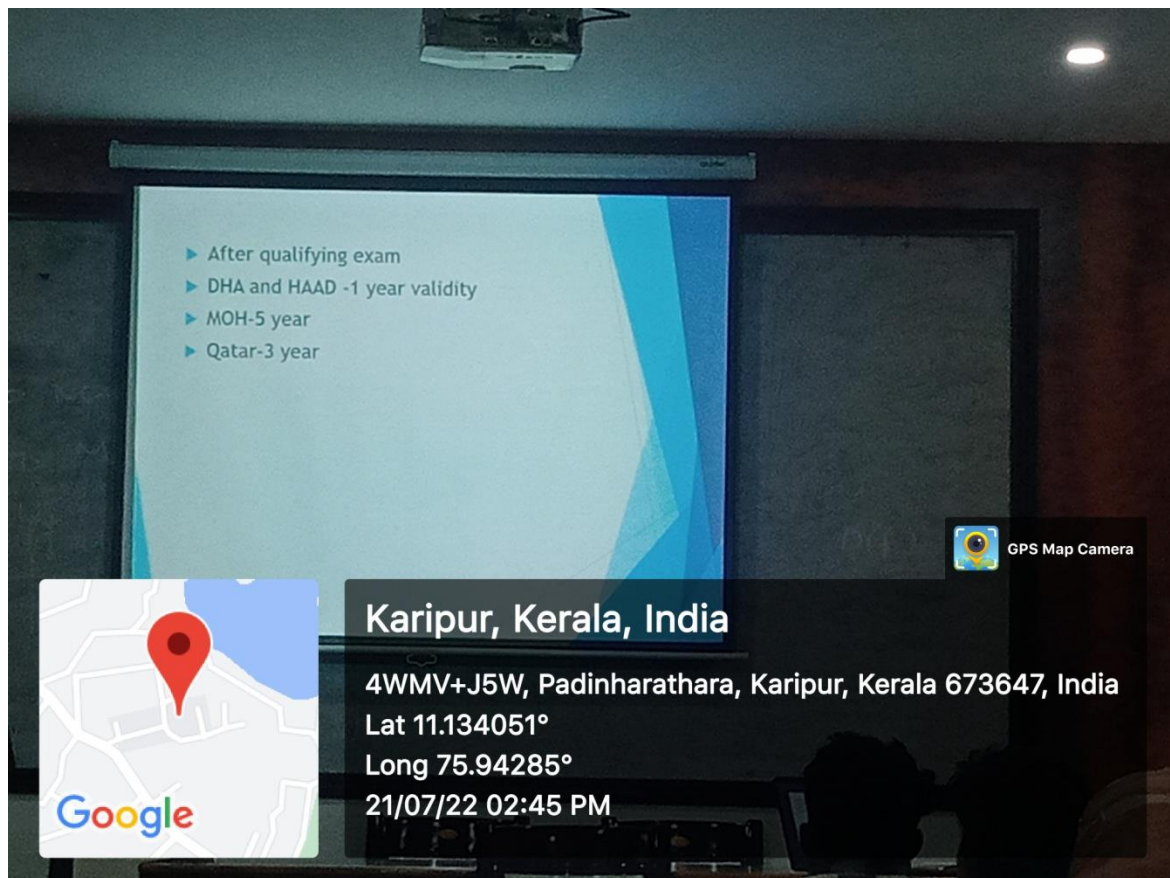 ▶ After qualifying exam
▶ DHA and HAAD -1 year validity
▶ MOH-5 year
▶ Qatar-3 year
GPS Map Camera
Karipur, Kerala, India
4WMV+J5W, Padinharathara, Karipur, Kerala 673647, India
Lat 11.134051°
Long 75.94285°
21/07/22 02:45 PM
Google